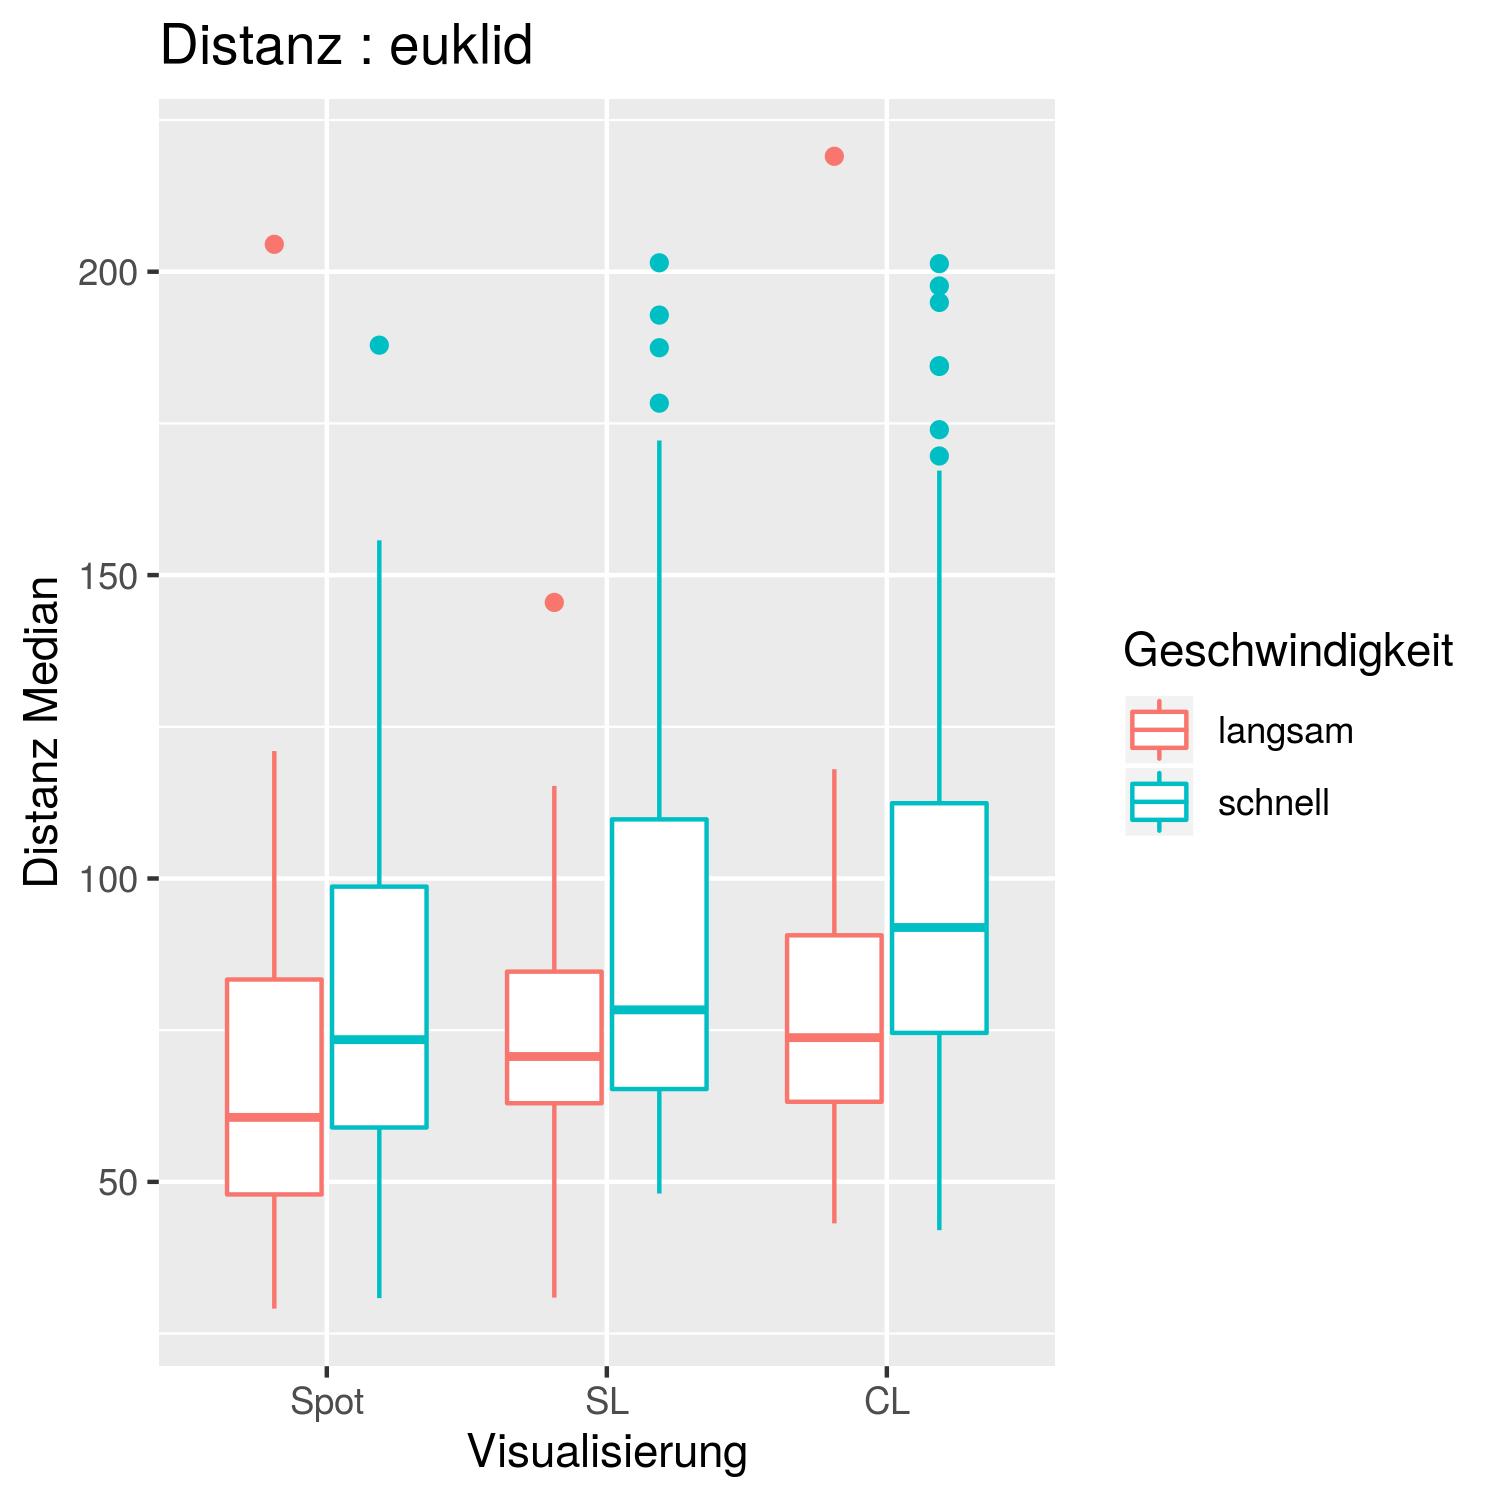 Distanz : euklid
Distanz Median
200
150
100
50
Spot SL CL
Visualisierung
Geschwindigkeit
langsam
schnell